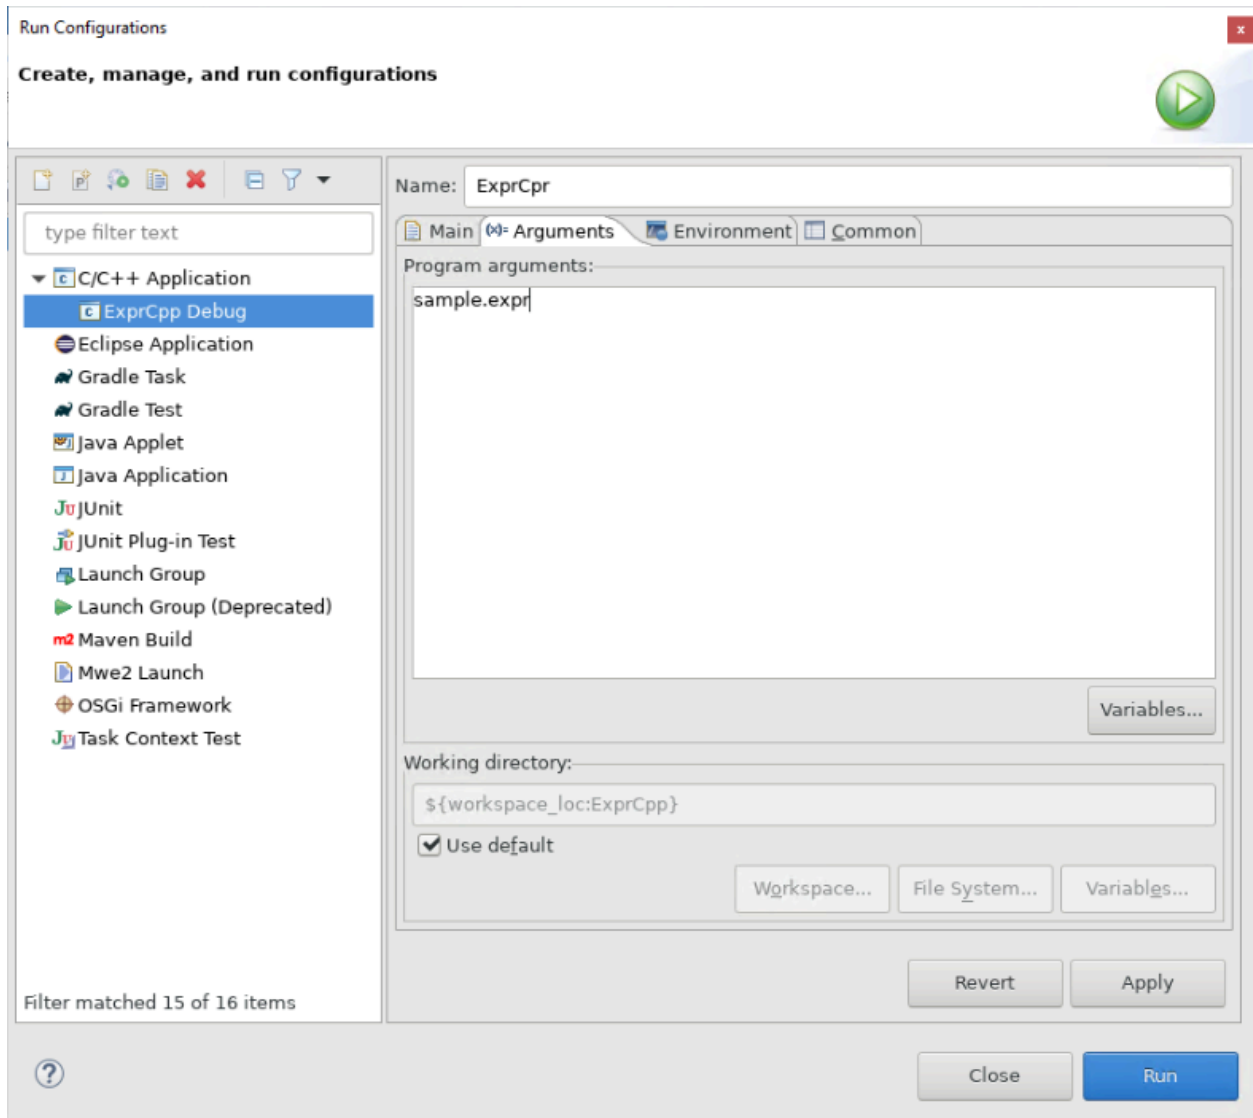 Run Configurations
x
Create, manage, and run configurations
type filter text
C/C++ Application
ExprCpp Debug
Eclipse Application
Gradle Task
Gradle Test
Java Applet
Java Application
JUnit
JUnit Plug-in Test
Launch Group
Launch Group (Deprecated)
m2 Maven Build
Mwe2 Launch
OSGi Framework
Task Context Test
Filter matched 15 of 16 items
Name: ExprCpr
Main (x)= Arguments Environment Common
Program arguments:
sample.expr
Variables...
Working directory:
${workspace_loc:ExprCpp}
Use default
Workspace... File System... Variables...
Revert Apply
? Close Run